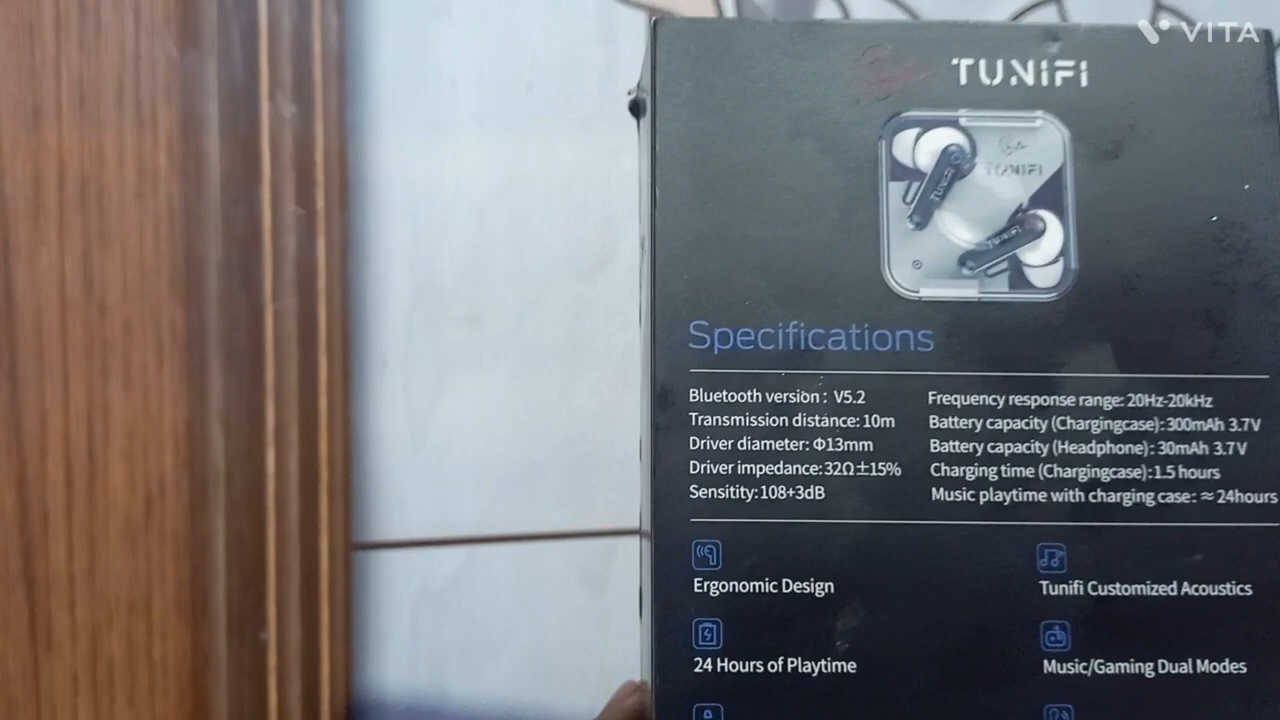 VITA
TUNIFI
TUNIFI
TUNIFI
TUNIFI
Specifications
Bluetooth version : V5.2
Transmission distance: 10m
Driver diameter: Φ13mm
Driver impedance:32Ω±15%
Sensitity:108+3dB
Frequency response range: 20Hz-20kHz
Battery capacity (Chargingcase): 300mAh 3.7V
Battery capacity (Headphone): 30mAh 3.7V
Charging time (Chargingcase):1.5 hours
Music playtime with charging case: ≈ 24hours
Ergonomic Design
Tunifi Customized Acoustics
24 Hours of Playtime
Music/Gaming Dual Modes